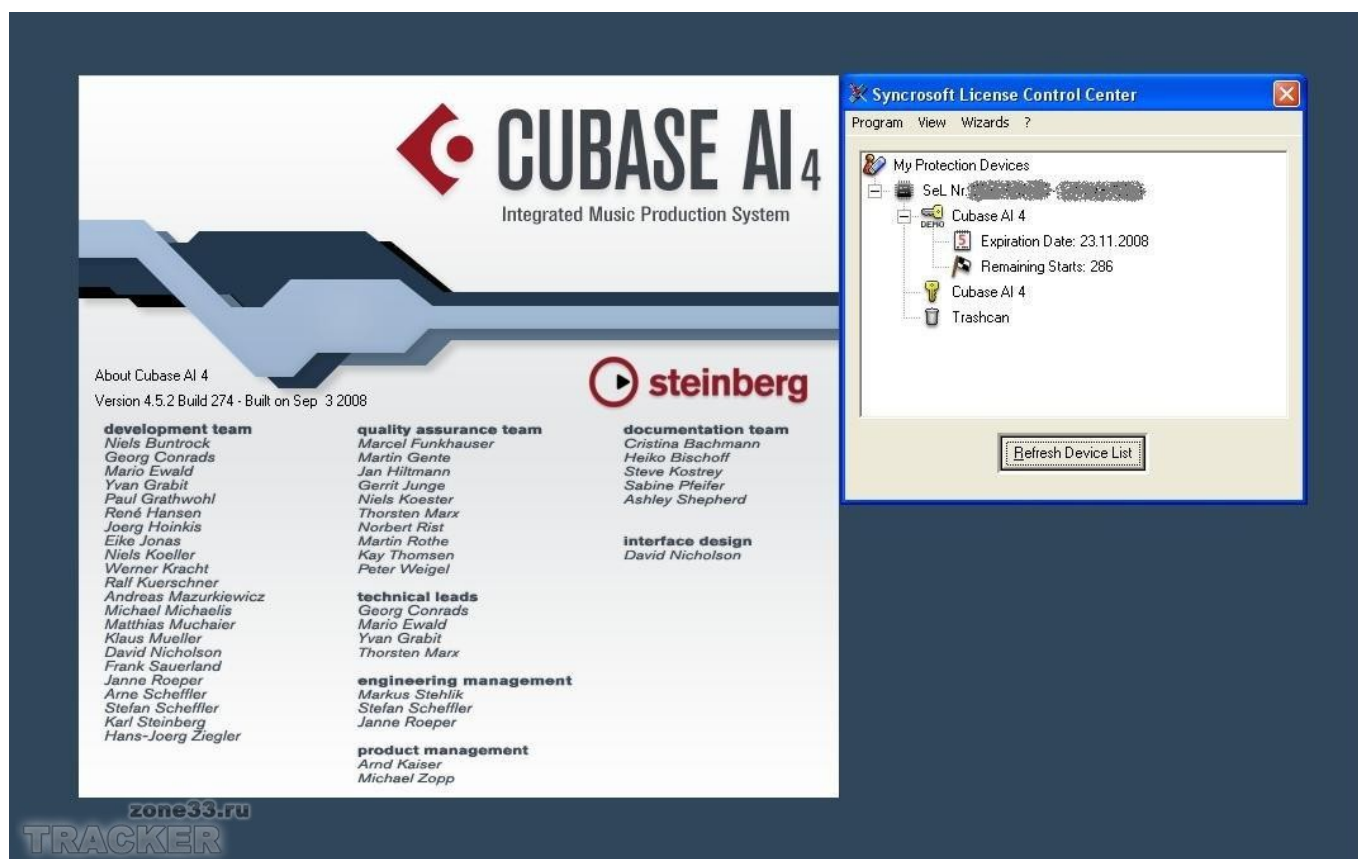 CUBASE AI 4
Integrated Music Production System
About Cubase AI 4
Version 4.5.2 Build 274 - Built on Sep 3 2008
steinberg
development team
Niels Buntrock
Georg Conrads
Mario Ewald
Yvan Grabit
Paul Grathwohl
René Hansen
Joerg Hoinkis
Eike Jonas
Niels Koeller
Werner Kracht
Ralf Kuerschner
Andreas Mazurkiewicz
Michael Michaelis
Matthias Muchaier
Klaus Mueller
David Nicholson
Frank Sauerland
Janne Roeper
Arne Scheffler
Stefan Scheffler
Karl Steinberg
Hans-Joerg Ziegler
quality assurance team
Marcel Funkhauser
Martin Gente
Jan Hiltmann
Gerrit Junge
Niels Koester
Thorsten Marx
Norbert Rist
Martin Rothe
Kay Thomsen
Peter Weigel
technical leads
Georg Conrads
Mario Ewald
Yvan Grabit
Thorsten Marx
engineering management
Markus Stehlik
Stefan Scheffler
Janne Roeper
product management
Arnd Kaiser
Michael Zopp
documentation team
Cristina Bachmann
Heiko Bischoff
Steve Kostrey
Sabine Pfeifer
Ashley Shepherd
interface design
David Nicholson
Syncrosoft License Control Center
Program View Wizards ?
My Protection Devices
SeL Nr.
Cubase AI 4
DEMO
Expiration Date: 23.11.2008
Remaining Starts: 286
Cubase AI 4
Trashcan
Refresh Device List
zone33.ru
TRACKER